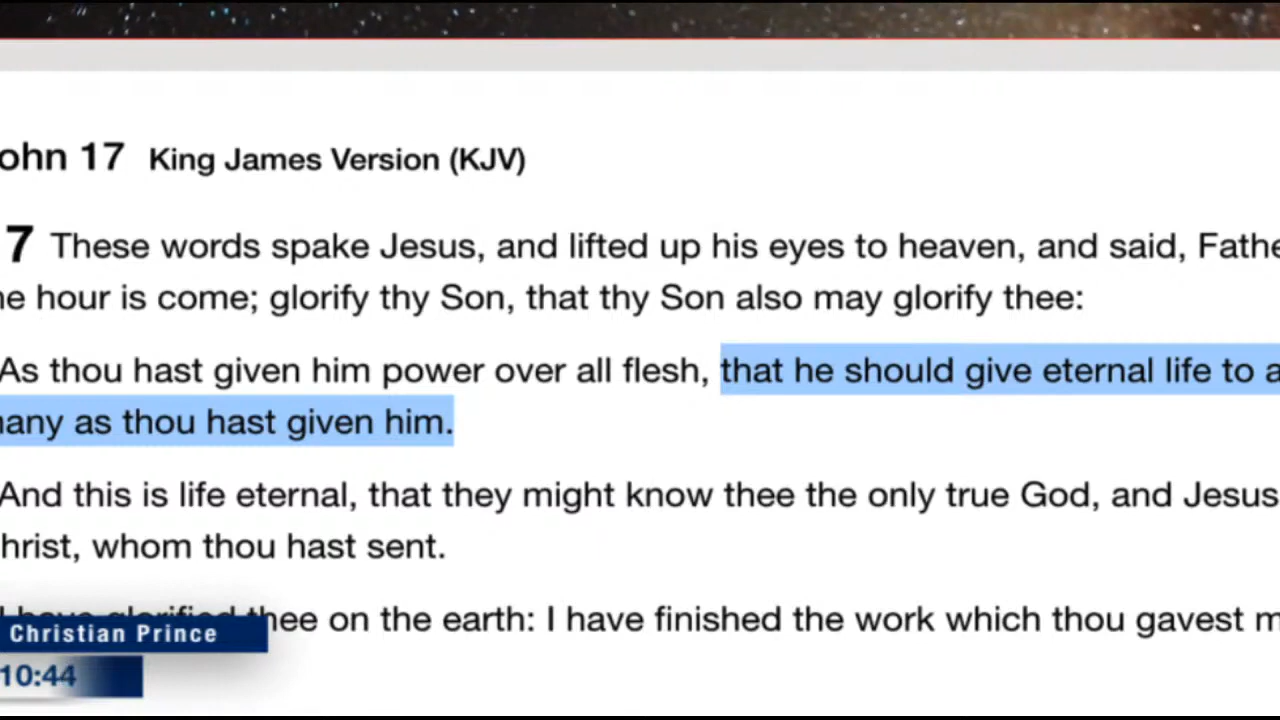 ohn 17 King James Version (KJV)
7 These words spake Jesus, and lifted up his eyes to heaven, and said, Fathe
he hour is come; glorify thy Son, that thy Son also may glorify thee:
As thou hast given him power over all flesh, that he should give eternal life to a
many as thou hast given him.
And this is life eternal, that they might know thee the only true God, and Jesus
hrist, whom thou hast sent.
I have glorified thee on the earth: I have finished the work which thou gavest m
Christian Prince
10:44